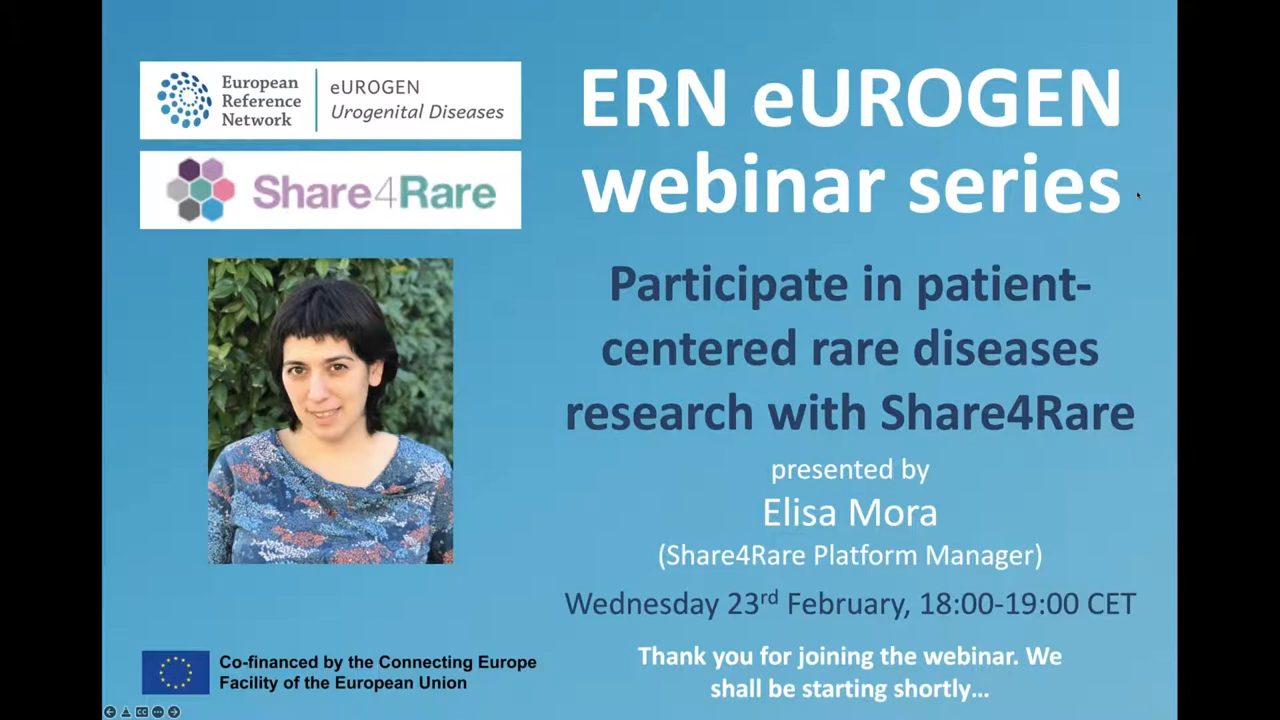 European
Reference
Network
eUROGEN
Urogenital Diseases
Share4Rare
ERN eUROGEN
webinar series
Participate in patient-
centered rare diseases
research with Share4Rare
presented by
Elisa Mora
(Share4Rare Platform Manager)
Wednesday 23rd February, 18:00-19:00 CET
Thank you for joining the webinar. We
shall be starting shortly...
Co-financed by the Connecting Europe
Facility of the European Union